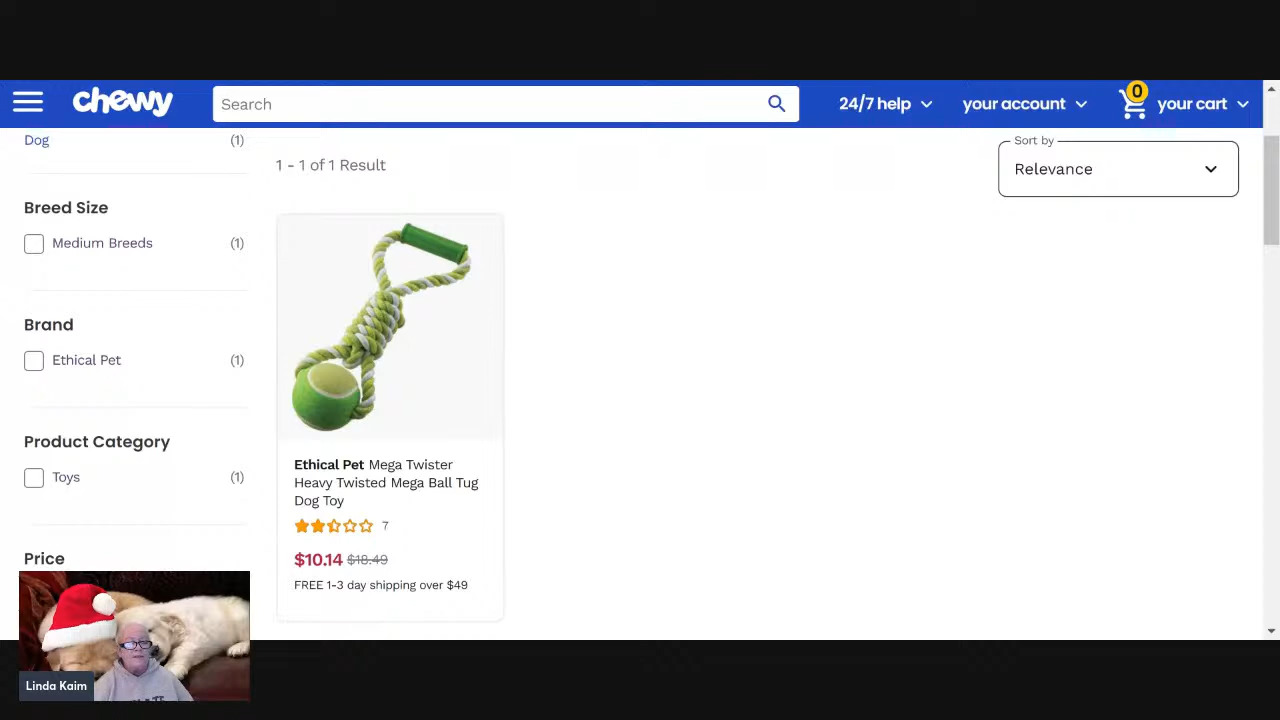 chewy
Search
24/7 help
your account
0
your cart
Dog (1)
1 - 1 of 1 Result
Sort by
Relevance
Breed Size
Medium Breeds (1)
Brand
Ethical Pet (1)
Product Category
Toys (1)
Price
Ethical Pet Mega Twister
Heavy Twisted Mega Ball Tug
Dog Toy
7
$10.14 $18.49
FREE 1-3 day shipping over $49
Linda Kaim